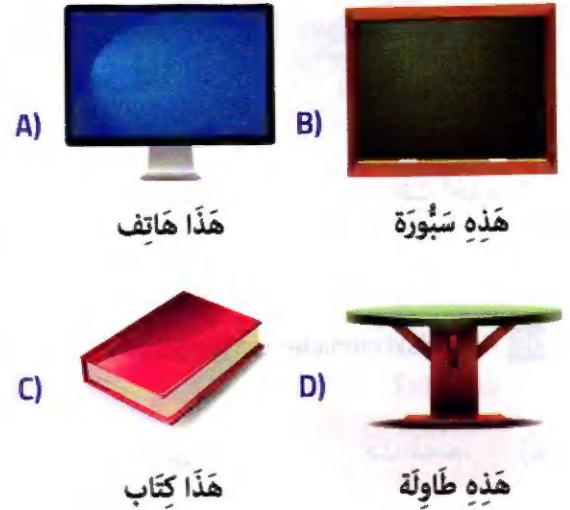 A)
هَذَا هَاتِف
B)
هَذِهِ سَبُّورَة
C)
هَذَا كِتَاب
D)
هَذِهِ طَاوِلَة